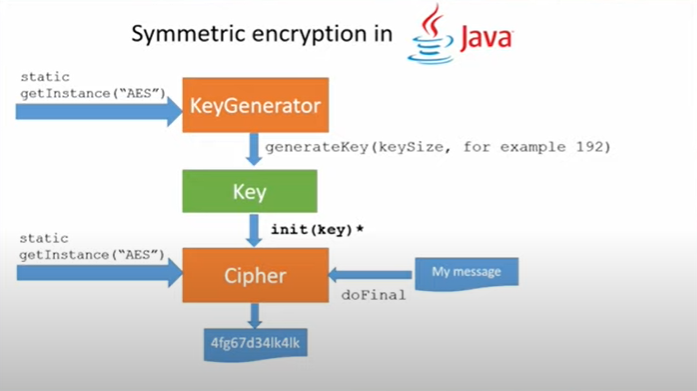 Symmetric encryption in Java
static
getInstance("AES")
KeyGenerator
generateKey(keySize, for example 192)
Key
init(key)*
static
getInstance("AES")
Cipher
My message
doFinal
4fg67d34lk4lk